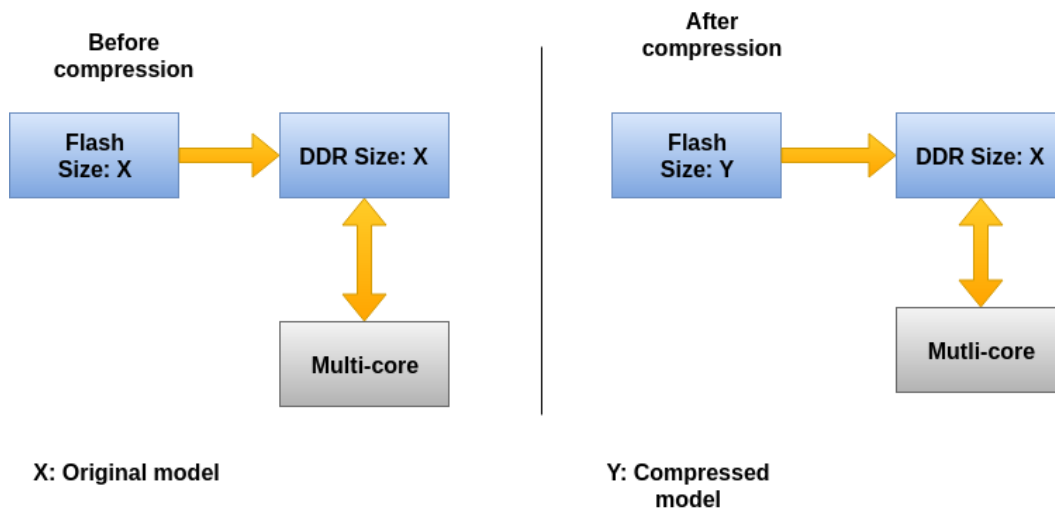 Before
compression
Flash
Size: X
DDR Size: X
Multi-core
X: Original model
After
compression
Flash
Size: Y
DDR Size: X
Mutli-core
Y: Compressed
model